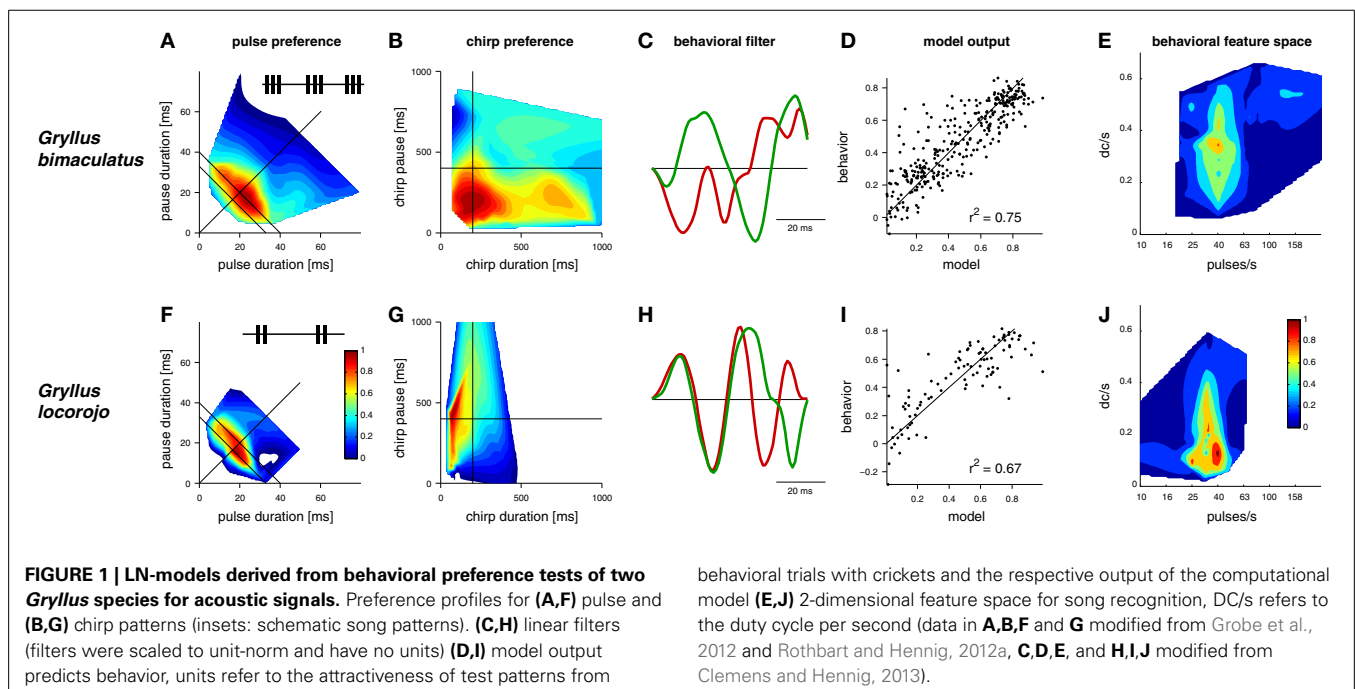 A pulse preference
B chirp preference
C behavioral filter
D model output
E behavioral feature space
Gryllus
bimaculatus
pause duration [ms]
60
40
20
0
0 20 40 60
pulse duration [ms]
chirp pause [ms]
1000
500
0
0 500 1000
chirp duration [ms]
20 ms
behavior
0.8
0.6
0.4
0.2
0
r² = 0.75
0 0.2 0.4 0.6 0.8
model
dc/s
0.6
0.4
0.2
0
10 16 25 40 63 100 158
pulses/s
F
G
H
I
J
Gryllus
locorojo
pause duration [ms]
60
40
20
0
0 20 40 60
pulse duration [ms]
1
0.8
0.6
0.4
0.2
0
chirp pause [ms]
1000
500
0
0 500 1000
chirp duration [ms]
20 ms
behavior
0.8
0.6
0.4
0.2
0
−0.2
r² = 0.67
0 0.2 0.4 0.6 0.8
model
dc/s
0.6
0.4
0.2
0
10 16 25 40 63 100 158
pulses/s
1
0.8
0.6
0.4
0.2
0
FIGURE 1 | LN-models derived from behavioral preference tests of two
Gryllus species for acoustic signals. Preference profiles for (A,F) pulse and
(B,G) chirp patterns (insets: schematic song patterns). (C,H) linear filters
(filters were scaled to unit-norm and have no units) (D,I) model output
predicts behavior, units refer to the attractiveness of test patterns from
behavioral trials with crickets and the respective output of the computational
model (E,J) 2-dimensional feature space for song recognition, DC/s refers to
the duty cycle per second (data in A,B,F and G modified from Grobe et al.,
2012 and Rothbart and Hennig, 2012a, C,D,E, and H,I,J modified from
Clemens and Hennig, 2013).